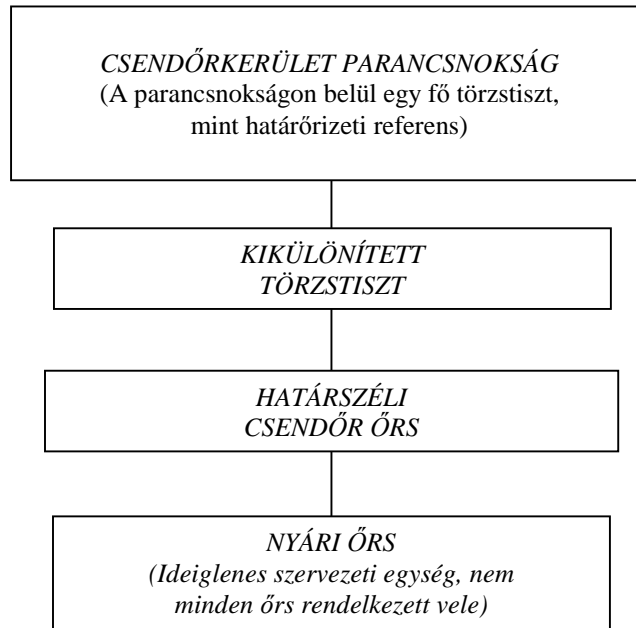 CSENDŐRKERÜLET PARANCSNOKSÁG
(A parancsnokságon belül egy fő törzstiszt,
mint határőrizeti referens)
KIKÜLÖNÍTETT
TÖRZSTISZT
HATÁRSZÉLI
CSENDŐR ŐRS
NYÁRI ŐRS
(Ideiglenes szervezeti egység, nem
minden őrs rendelkezett vele)